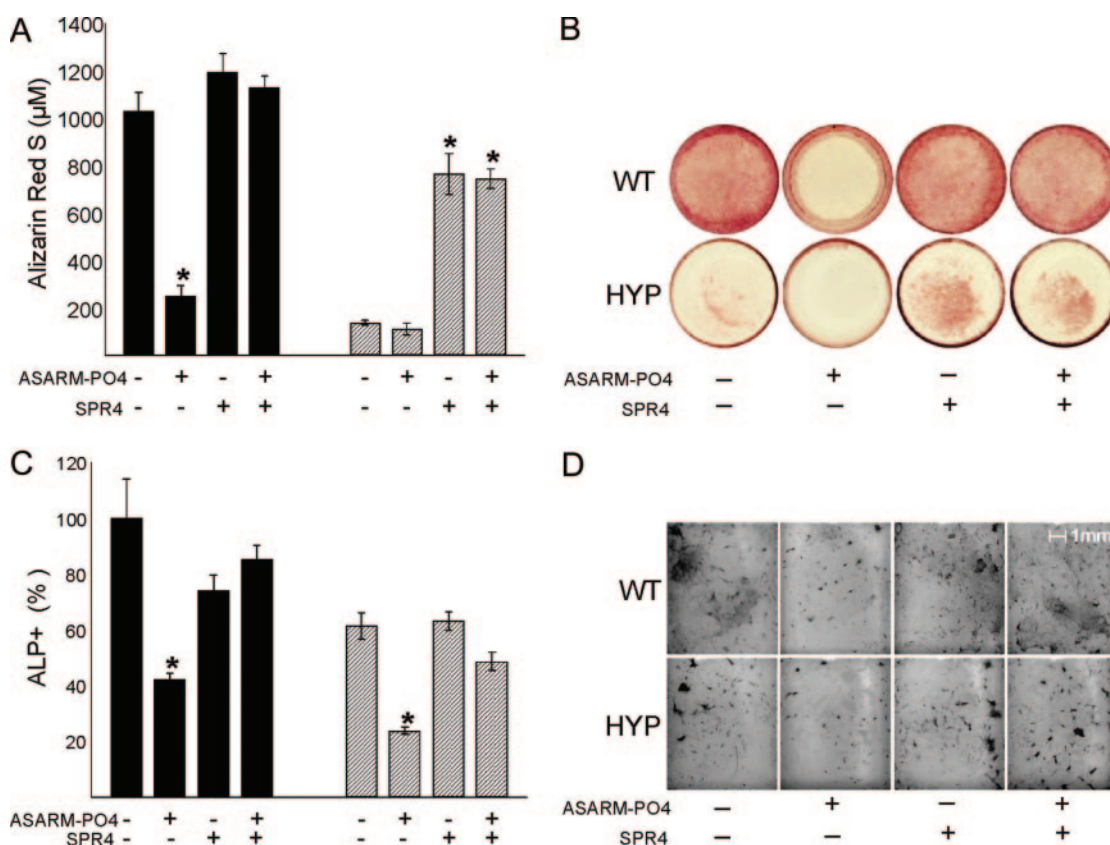 A
1400
1200
1000
800
600
400
200
Alizarin Red S (µM)
* * * *
ASARM-PO4 - + - + - + - +
SPR4 - - + + - - + +
B
WT
HYP
ASARM-PO4 – + – +
SPR4 – – + +
C
120
100
80
60
40
20
ALP+ (%)
* *
ASARM-PO4 - + - + - + - +
SPR4 - - + + - - + +
D
1mm
WT
HYP
ASARM-PO4 – + – +
SPR4 – – + +